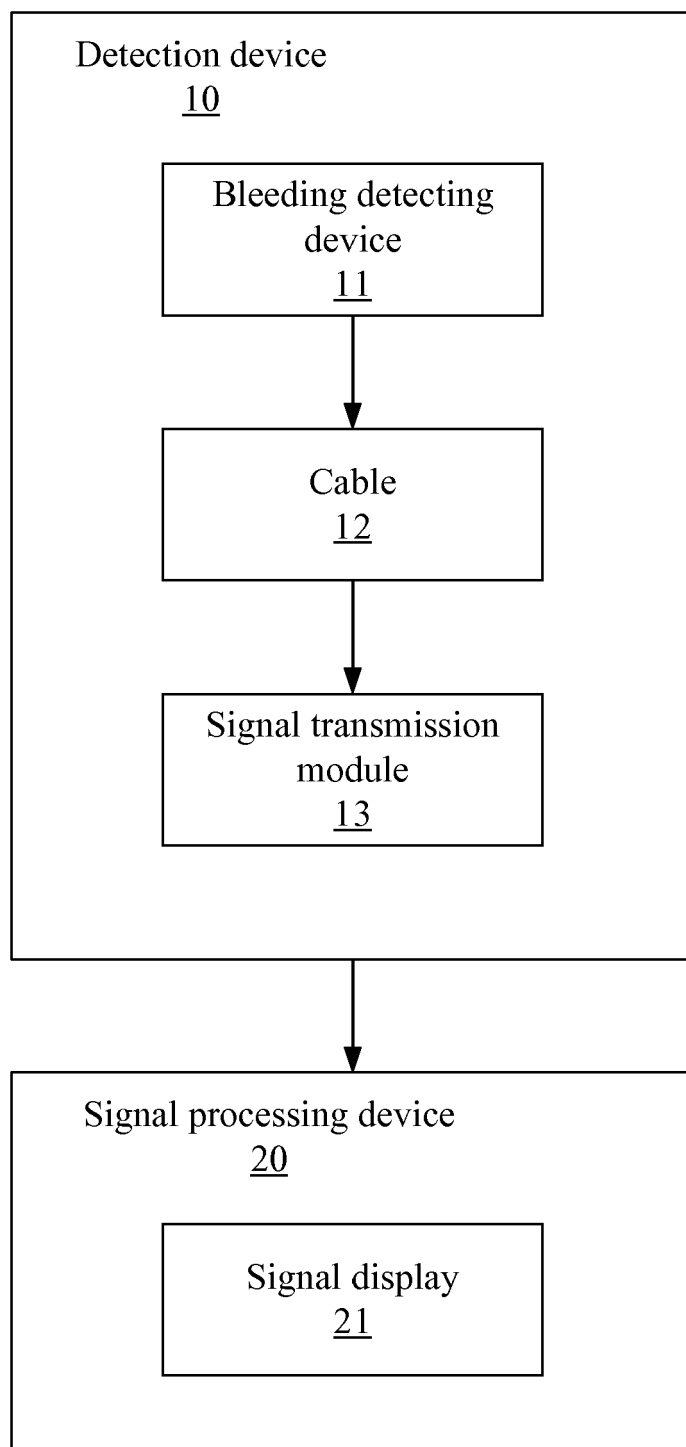 Detection device
10
Bleeding detecting
device
11
Cable
12
Signal transmission
module
13
Signal processing device
20
Signal display
21